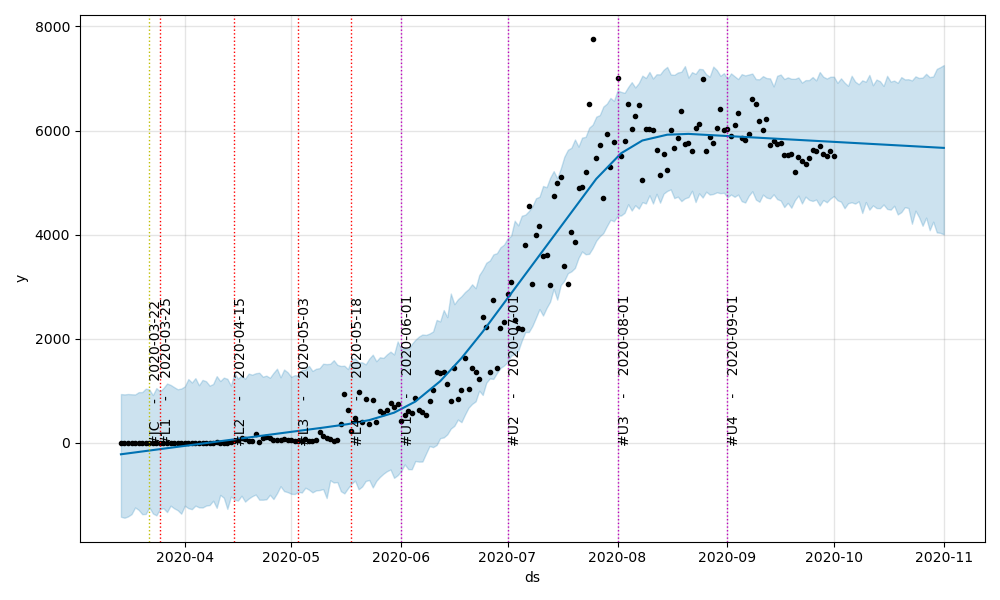 8000
6000
4000
2000
0
y
#JC - 2020-03-22
#L1 - 2020-03-25
#L2 - 2020-04-15
#L3 - 2020-05-03
#L4 - 2020-05-18
#U1 - 2020-06-01
#U2 - 2020-07-01
#U3 - 2020-08-01
#U4 - 2020-09-01
2020-04
2020-05
2020-06
2020-07
2020-08
2020-09
2020-10
2020-11
ds